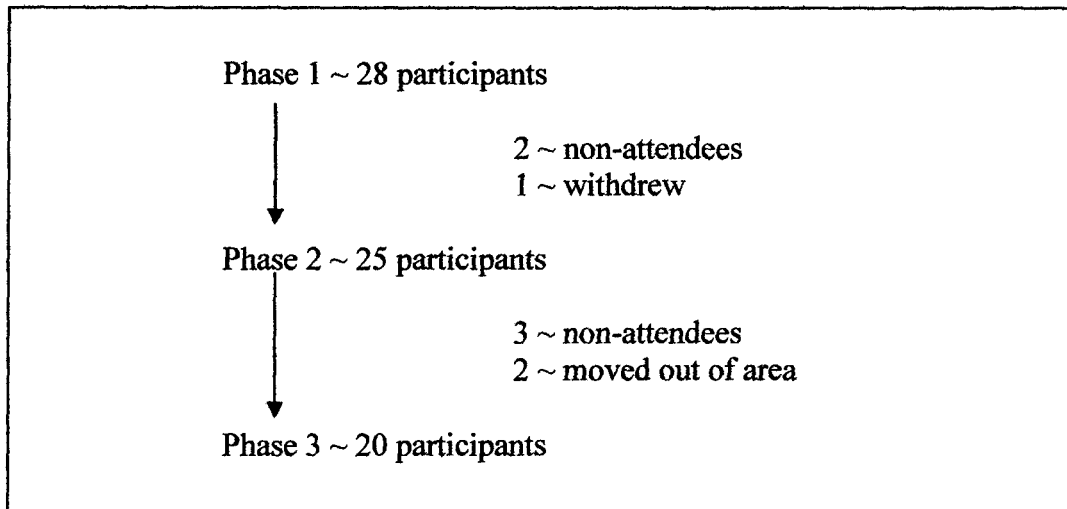 Phase 1 ~ 28 participants
2 ~ non-attendees
1 ~ withdrew
Phase 2 ~ 25 participants
3 ~ non-attendees
2 ~ moved out of area
Phase 3 ~ 20 participants